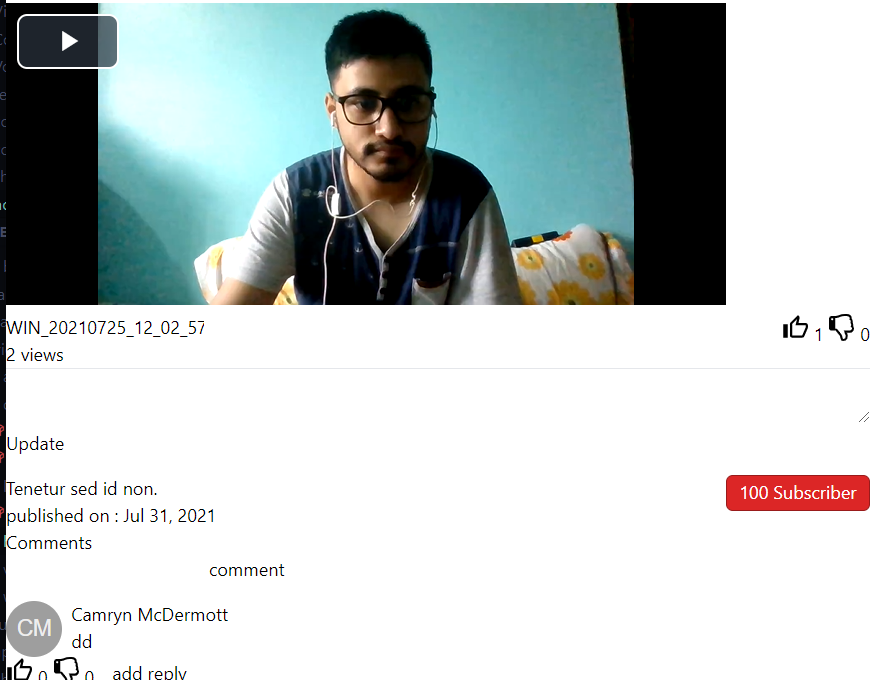 WIN_20210725_12_02_57
1 0
2 views
Update
Tenetur sed id non.
100 Subscriber
published on : Jul 31, 2021
Comments
comment
CM
Camryn McDermott
dd
0 0 add reply